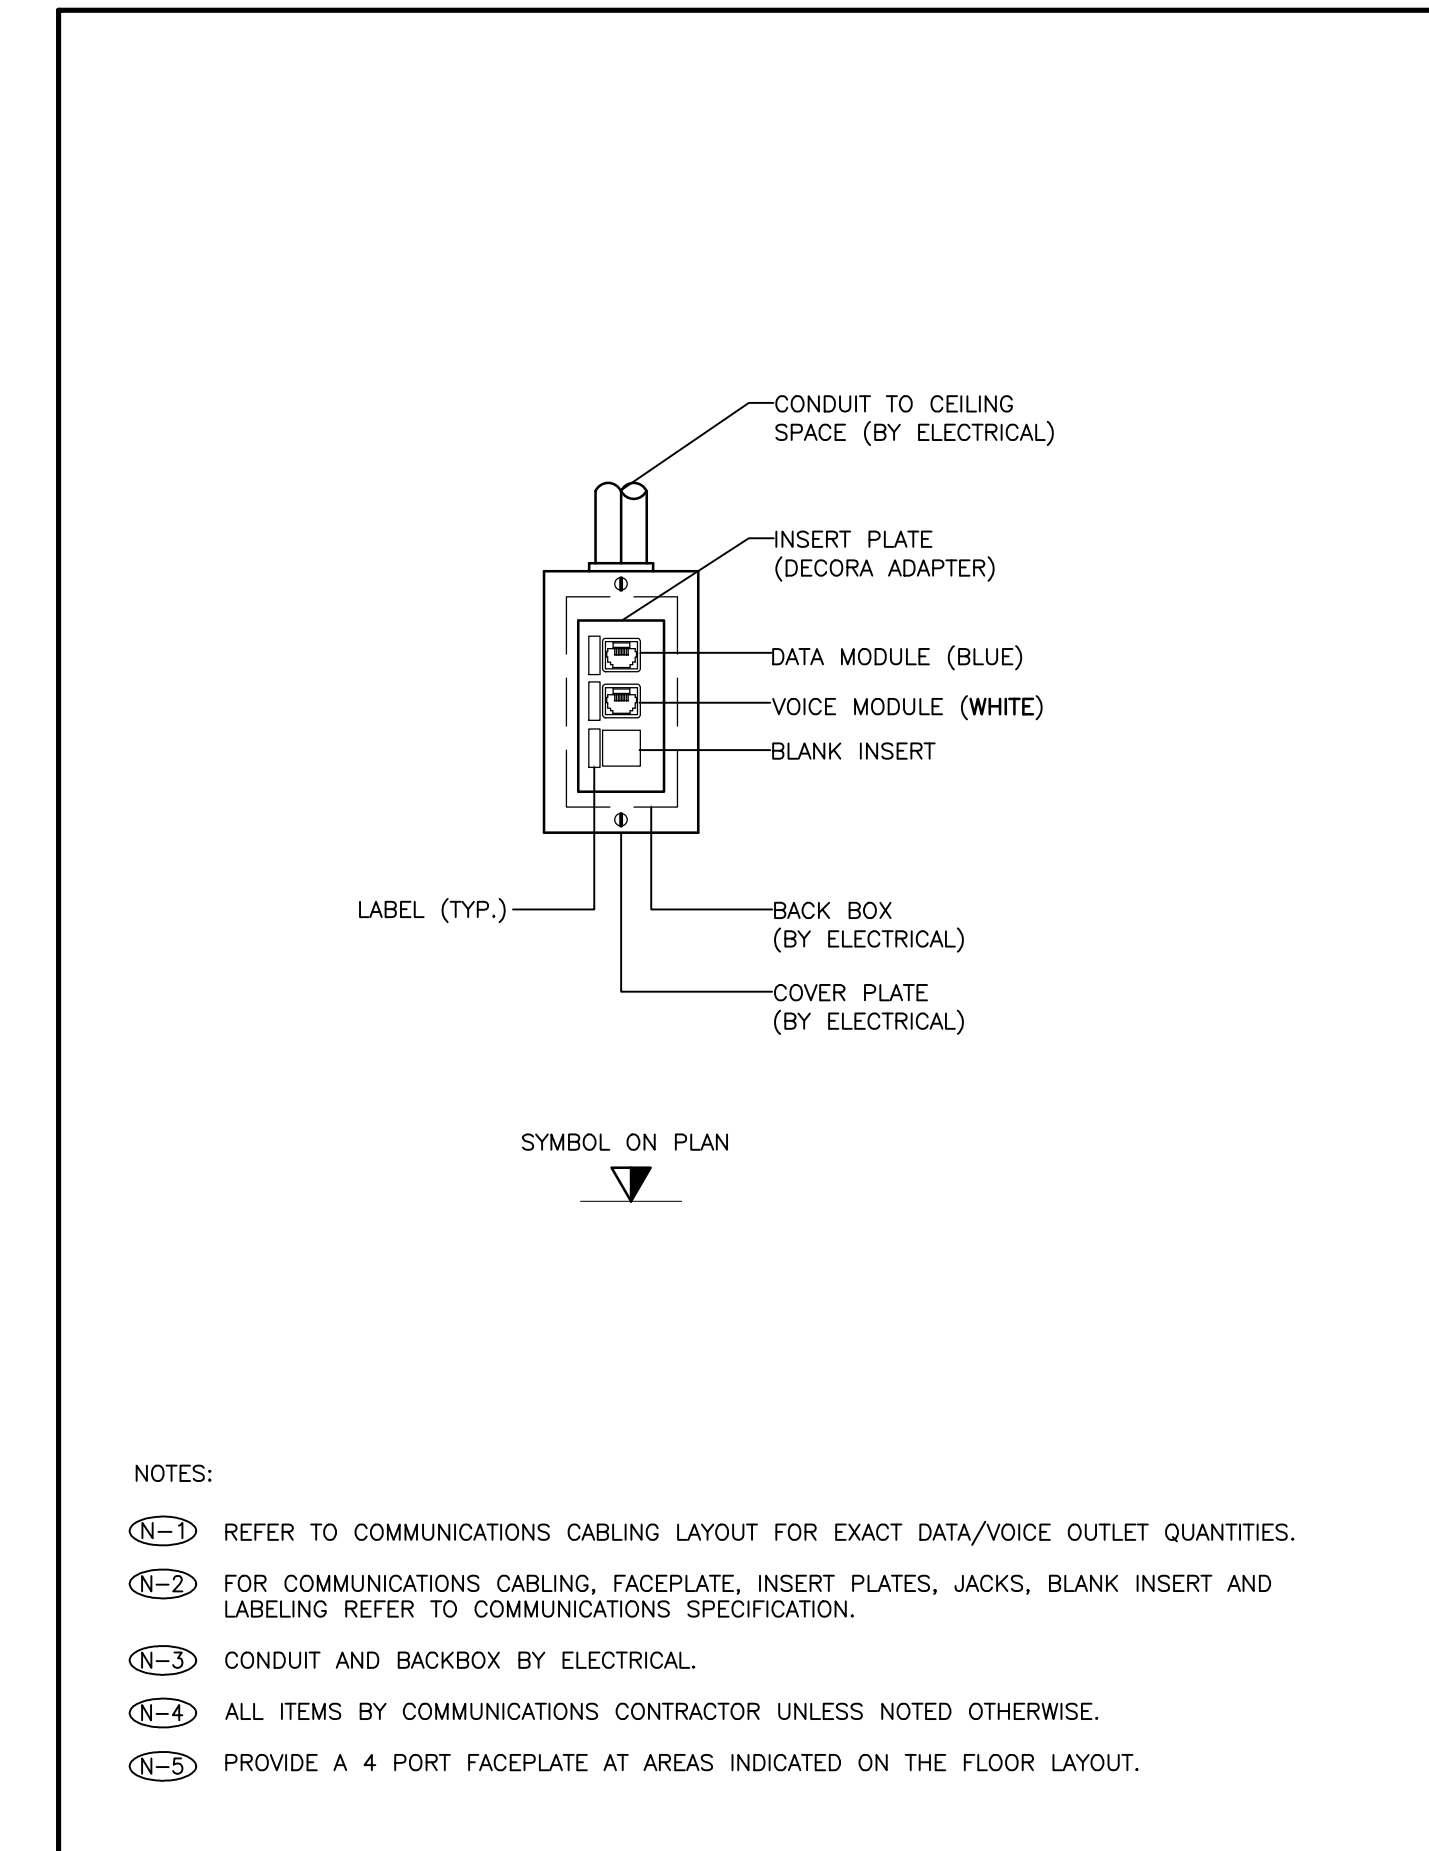 CONDUIT TO CEILING
SPACE (BY ELECTRICAL)
INSERT PLATE
(DECORA ADAPTER)
DATA MODULE (BLUE)
VOICE MODULE (WHITE)
BLANK INSERT
LABEL (TYP.)
BACK BOX
(BY ELECTRICAL)
COVER PLATE
(BY ELECTRICAL)
SYMBOL ON PLAN
NOTES:
N-1 REFER TO COMMUNICATIONS CABLING LAYOUT FOR EXACT DATA/VOICE OUTLET QUANTITIES.
N-2 FOR COMMUNICATIONS CABLING, FACEPLATE, INSERT PLATES, JACKS, BLANK INSERT AND
LABELING REFER TO COMMUNICATIONS SPECIFICATION.
N-3 CONDUIT AND BACKBOX BY ELECTRICAL.
N-4 ALL ITEMS BY COMMUNICATIONS CONTRACTOR UNLESS NOTED OTHERWISE.
N-5 PROVIDE A 4 PORT FACEPLATE AT AREAS INDICATED ON THE FLOOR LAYOUT.